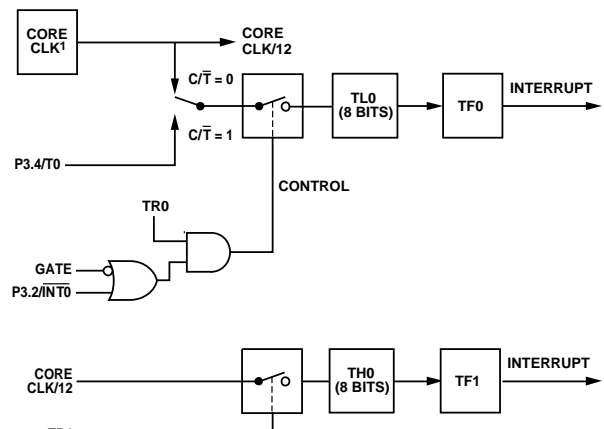 CORE
CLK1
CORE
CLK/12
C/T̅ = 0
C/T̅ = 1
TL0
(8 BITS)
TF0
INTERRUPT
P3.4/T0
CONTROL
TR0
GATE
P3.2/I̅N̅T̅0̅
CORE
CLK/12
TH0
(8 BITS)
TF1
INTERRUPT